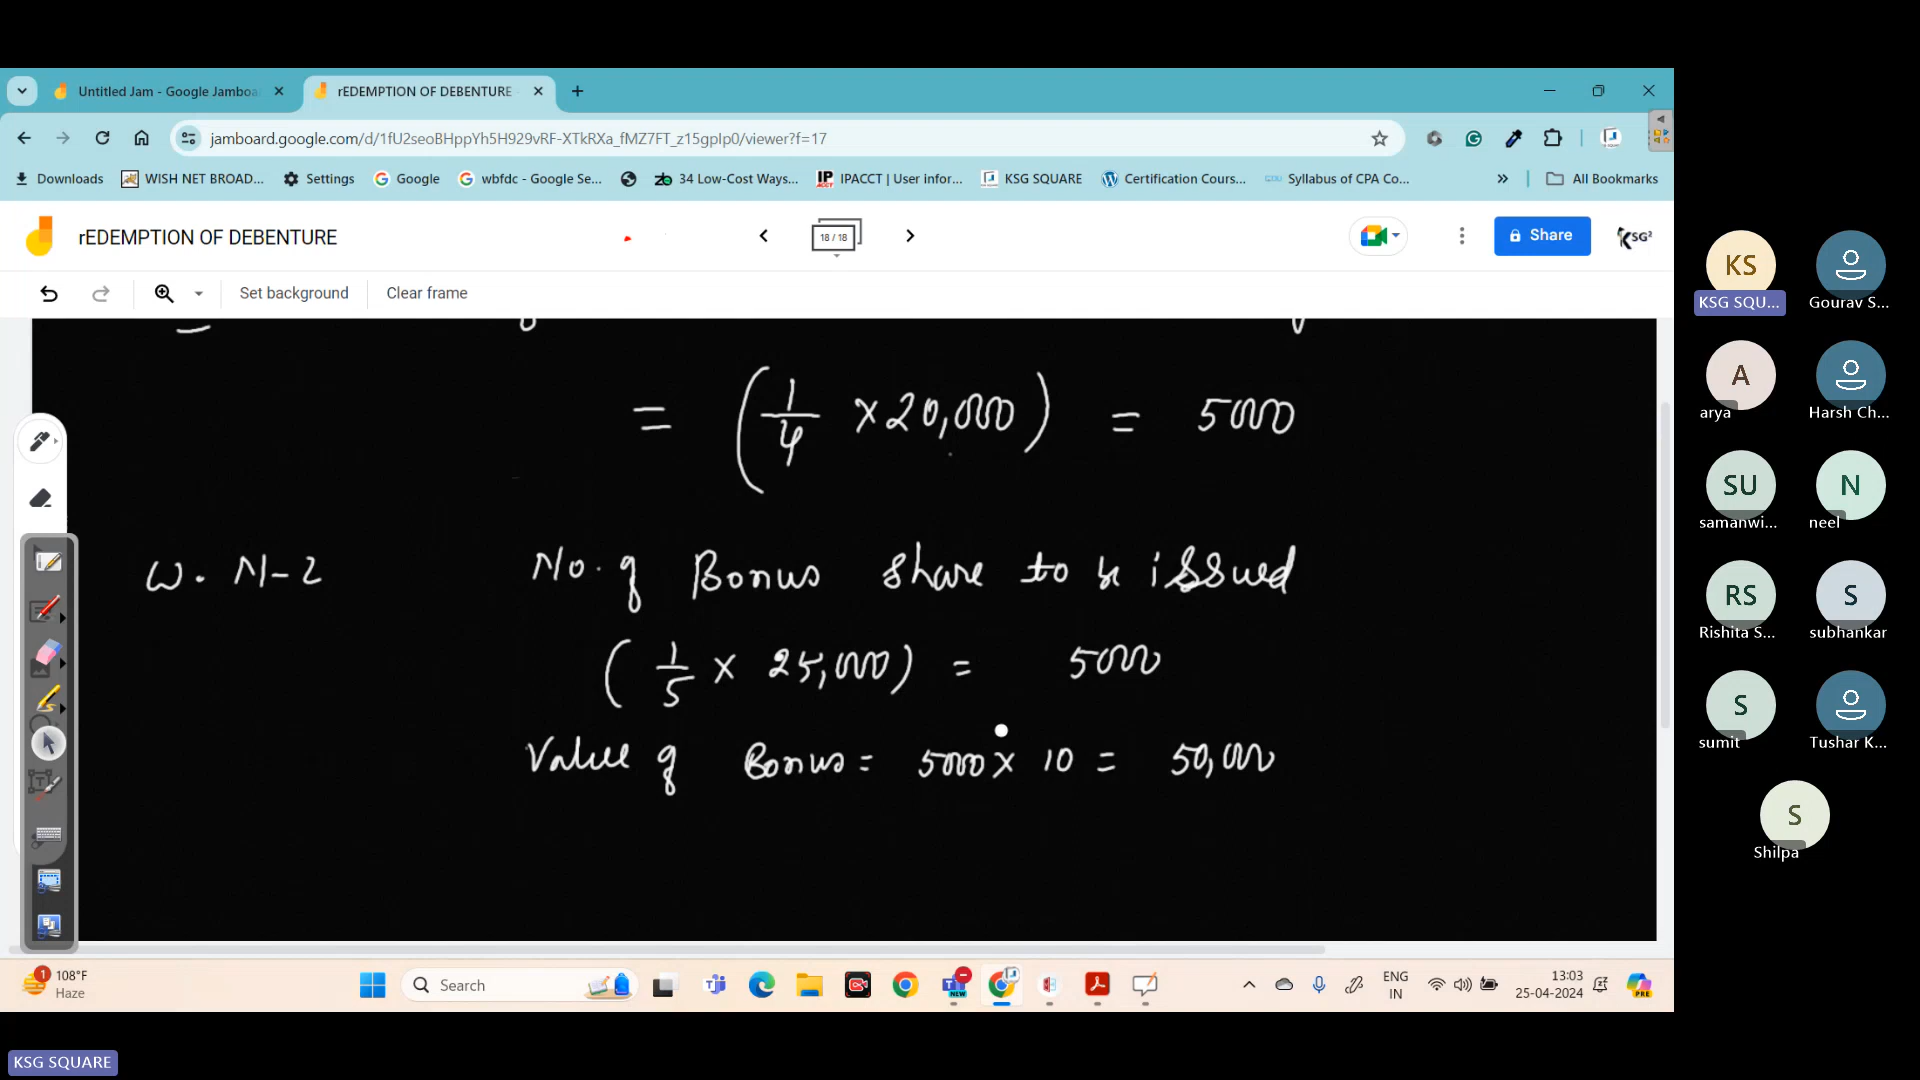 Untitled Jam - Google Jamboa
rEDEMPTION OF DEBENTURE
jamboard.google.com/d/1fU2seoBHppYh5H929vRF-XTkRXa_fMZ7FT_z15gpIp0/viewer?f=17
Downloads WISH NET BROAD... Settings Google wbfdc - Google Se... 34 Low-Cost Ways... IPACCT | User infor... KSG SQUARE Certification Cours... Syllabus of CPA Co... » All Bookmarks
rEDEMPTION OF DEBENTURE 18 / 18 Share KSG²
Set background Clear frame
= (1/4 × 20,000) = 5000
W. N-2 No. of Bonus share to be issued
(1/5 × 25,000) = 5000
Value of Bonus = 5000 × 10 = 50,000
KS
KSG SQU...
Gourav S...
A
arya
Harsh Ch...
SU
samanwi...
N
neel
RS
Rishita S...
S
subhankar
S
sumit
Tushar K...
S
Shilpa
1 108°F
Haze
Search
NEW
ENG
IN
13:03
25-04-2024
PRE
KSG SQUARE